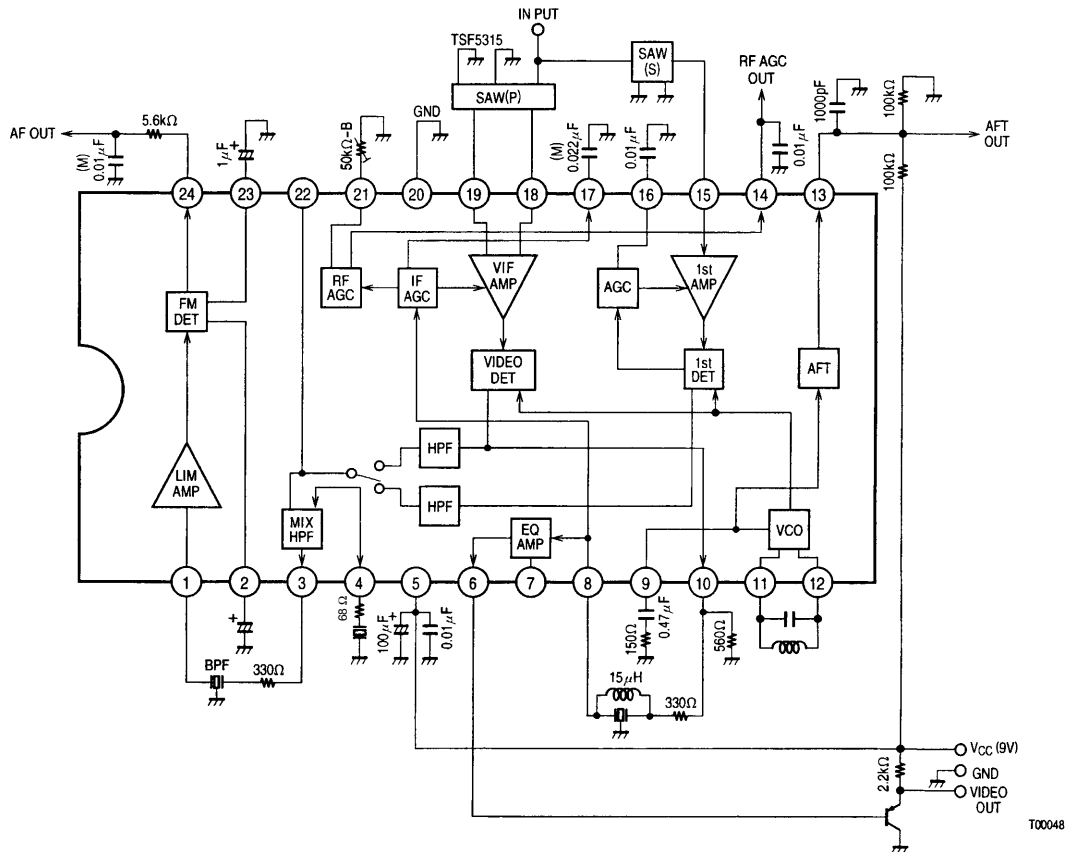 IN PUT
TSF5315
SAW
(S)
SAW(P)
RF AGC
OUT
1000pF
100kΩ
AF OUT
5.6kΩ
(M)
0.01μF
1μF
+
50kΩ-B
GND
(M)
0.022μF
0.01μF
0.01μF
AFT
OUT
100kΩ
24
23
22
21
20
19
18
17
16
15
14
13
FM
DET
RF
AGC
IF
AGC
VIF
AMP
AGC
1st
AMP
VIDEO
DET
1st
DET
AFT
LIM
AMP
HPF
HPF
MIX
HPF
EQ
AMP
VCO
1
2
3
4
5
6
7
8
9
10
11
12
+
68Ω
100μF
+
0.01μF
150Ω
0.47μF
560Ω
BPF
330Ω
15μH
330Ω
VCC (9V)
2.2kΩ
GND
VIDEO
OUT
T00048